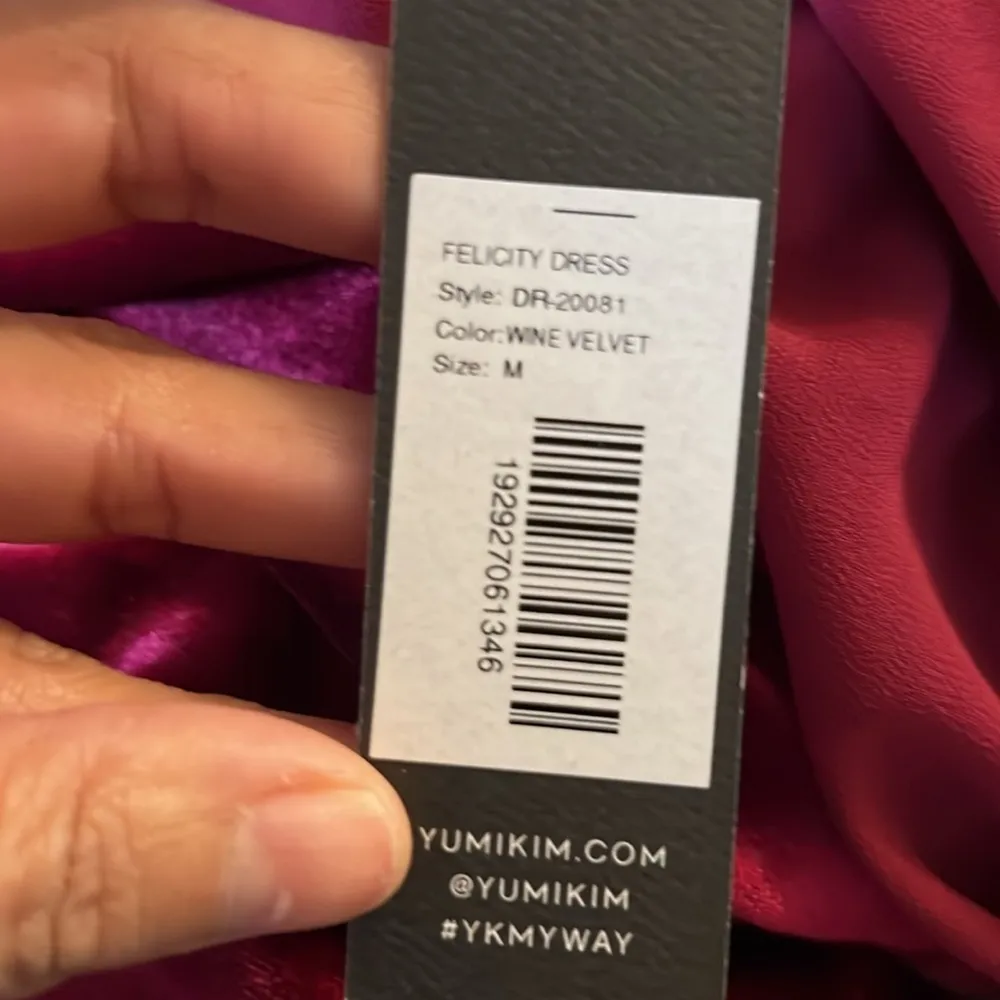 FELICITY DRESS
Style: DR-20081
Color:WINE VELVET
Size: M
192927061346
YUMIKIM.COM
@YUMIKIM
#YKMYWAY